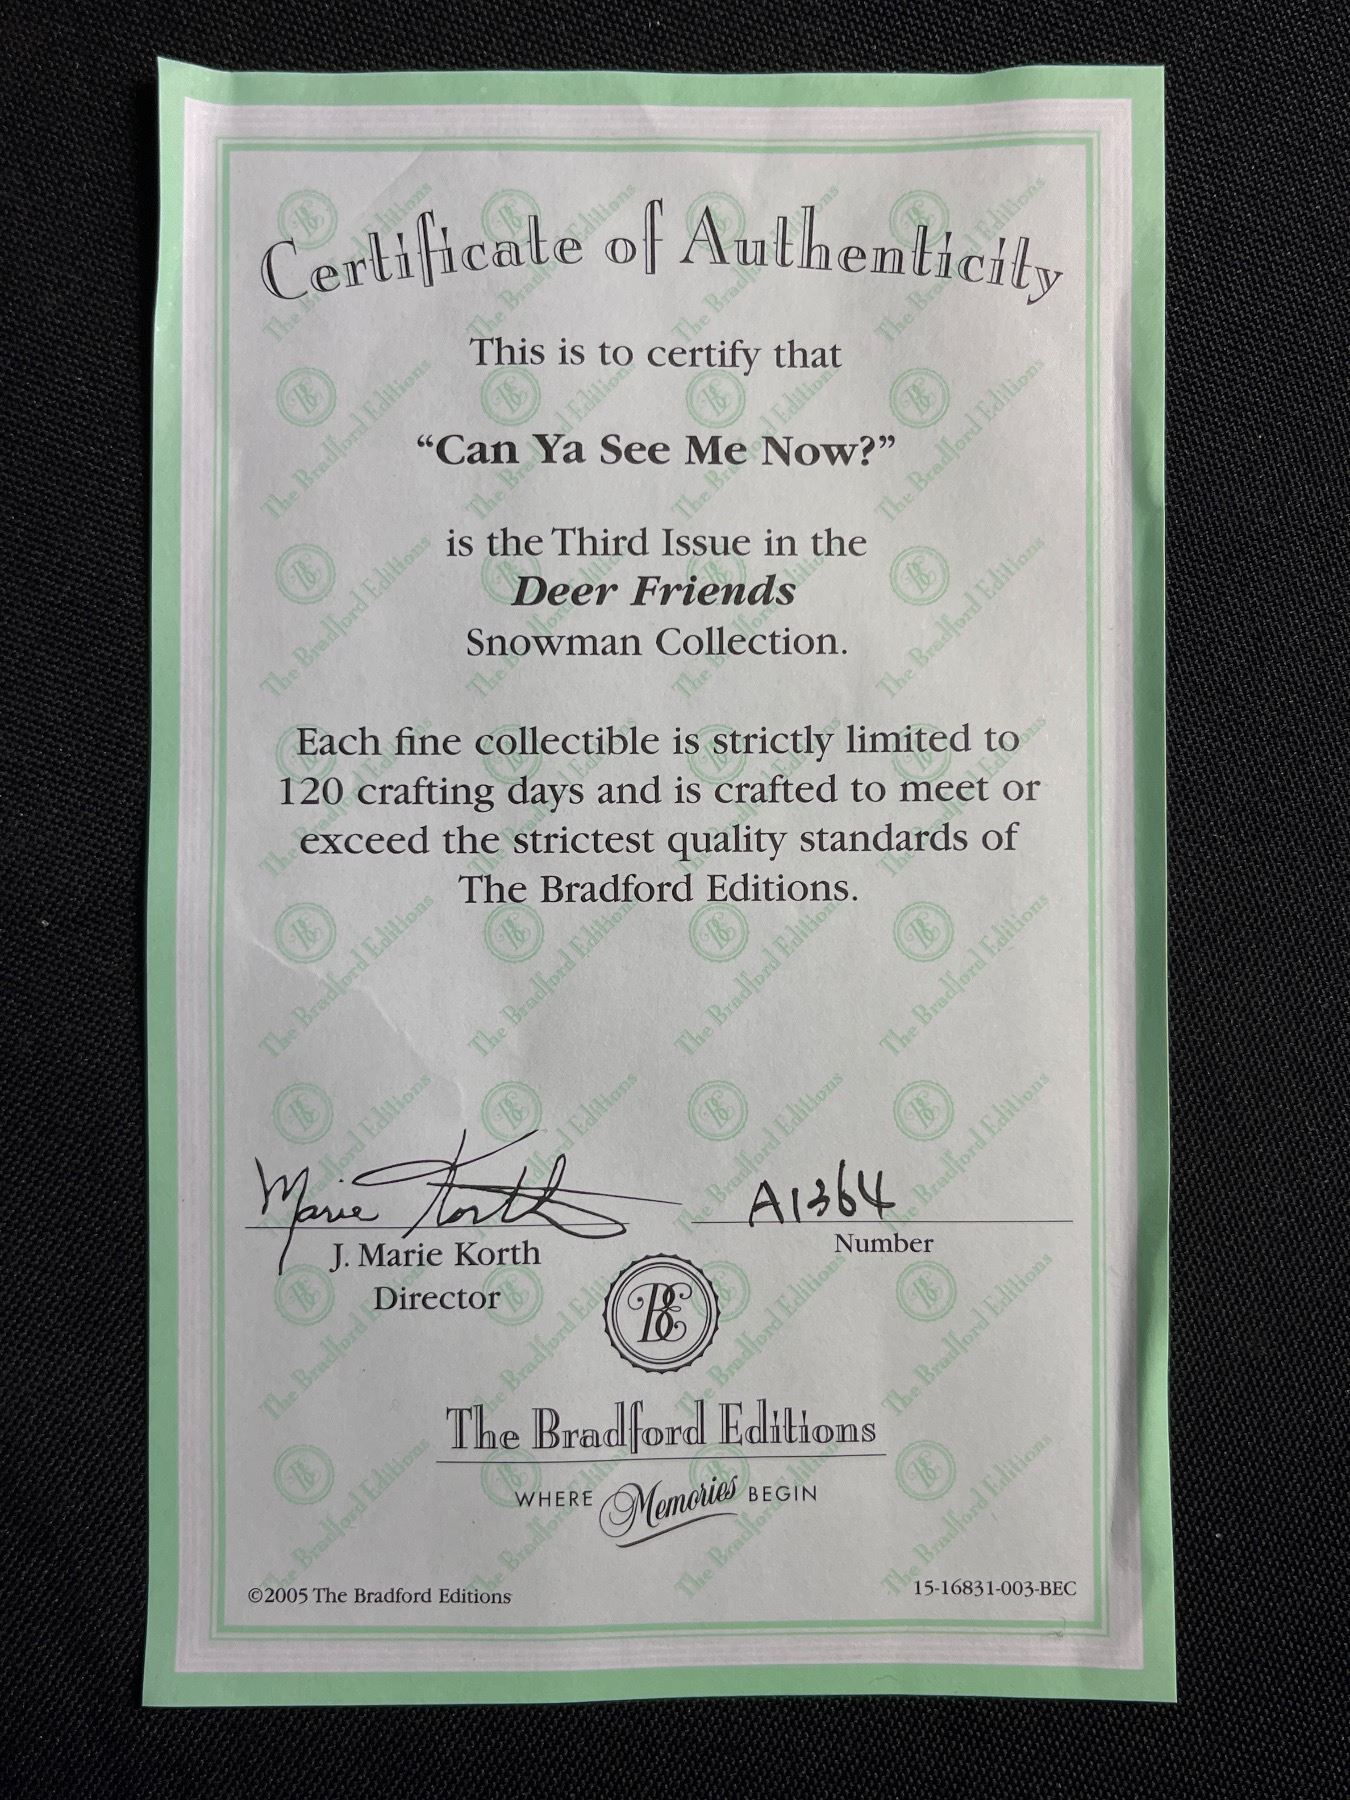 Certificate of Authenticity
This is to certify that
“Can Ya See Me Now?”
is the Third Issue in the
Deer Friends
Snowman Collection.
Each fine collectible is strictly limited to
120 crafting days and is crafted to meet or
exceed the strictest quality standards of
The Bradford Editions.
Marie Korth
A1364
J. Marie Korth
Number
Director
BE
The Bradford Editions
WHERE Memories BEGIN
©2005 The Bradford Editions
15-16831-003-BEC